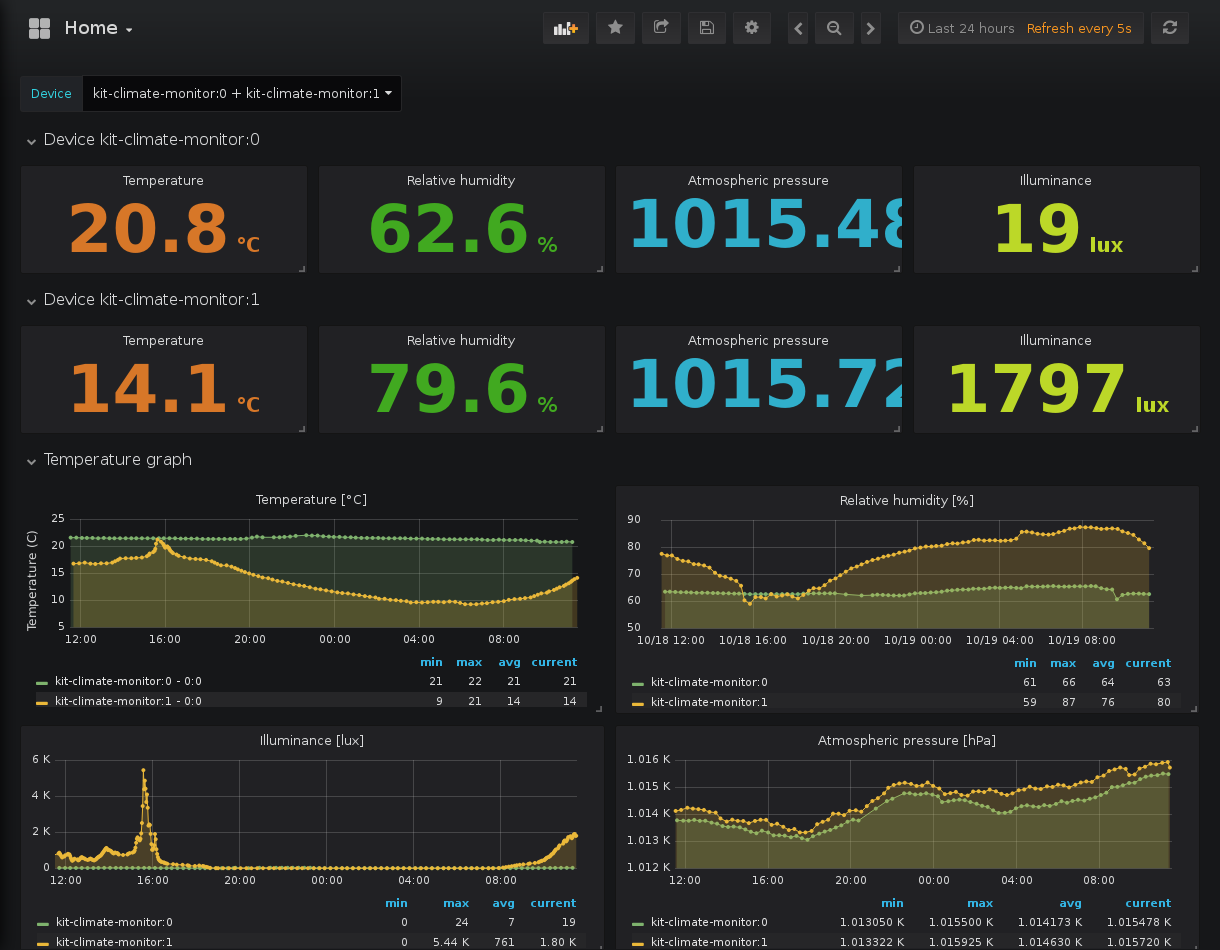 Home
Last 24 hours Refresh every 5s
Device kit-climate-monitor:0 + kit-climate-monitor:1
Device kit-climate-monitor:0
Temperature Relative humidity Atmospheric pressure Illuminance
20.8 °C 62.6 % 1015.48 19 lux
Device kit-climate-monitor:1
Temperature Relative humidity Atmospheric pressure Illuminance
14.1 °C 79.6 % 1015.72 1797 lux
Temperature graph
Temperature [°C]
Temperature (C)
25
20
15
10
5
12:00 16:00 20:00 00:00 04:00 08:00
min max avg current
kit-climate-monitor:0 - 0:0 21 22 21 21
kit-climate-monitor:1 - 0:0 9 21 14 14
Relative humidity [%]
90
80
70
60
50
10/18 12:00 10/18 16:00 10/18 20:00 10/19 00:00 10/19 04:00 10/19 08:00
min max avg current
kit-climate-monitor:0 61 66 64 63
kit-climate-monitor:1 59 87 76 80
Illuminance [lux]
6 K
4 K
2 K
0
12:00 16:00 20:00 00:00 04:00 08:00
min max avg current
kit-climate-monitor:0 0 24 7 19
kit-climate-monitor:1 0 5.44 K 761 1.80 K
Atmospheric pressure [hPa]
1.016 K
1.015 K
1.014 K
1.013 K
1.012 K
12:00 16:00 20:00 00:00 04:00 08:00
min max avg current
kit-climate-monitor:0 1.013050 K 1.015500 K 1.014173 K 1.015478 K
kit-climate-monitor:1 1.013322 K 1.015925 K 1.014630 K 1.015720 K